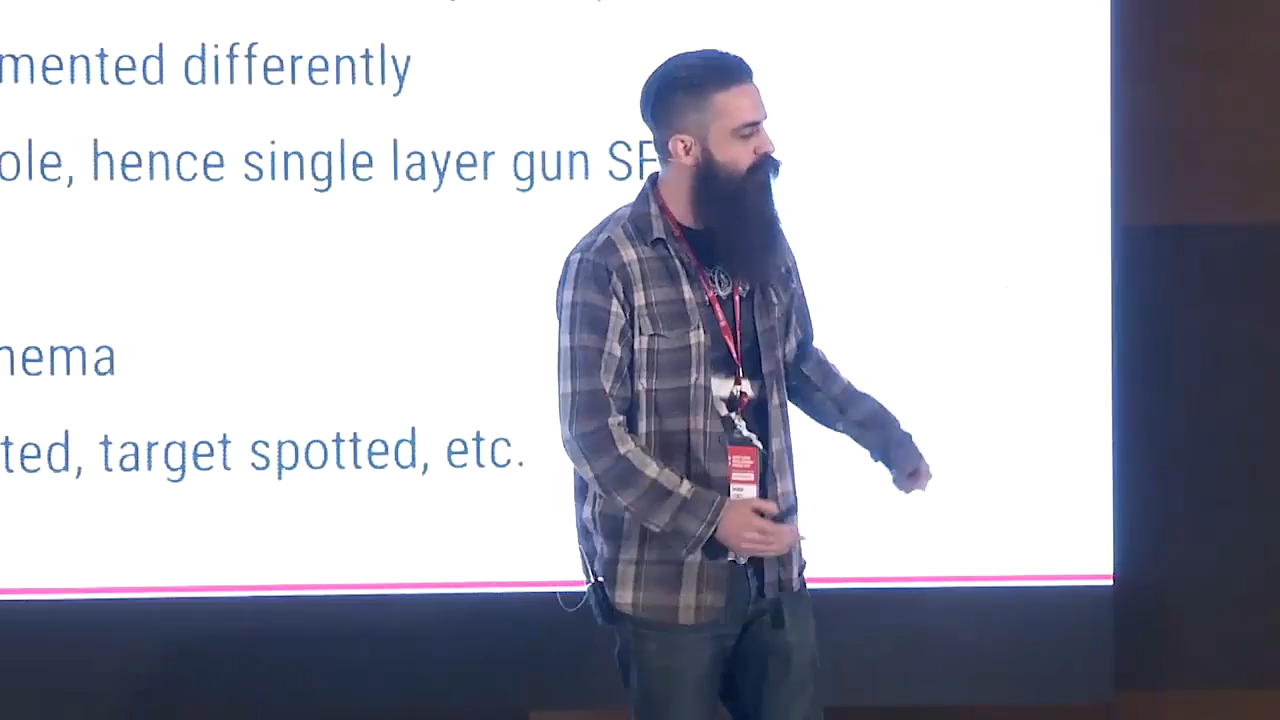 mented differently
ole, hence single layer gun SF
nema
ted, target spotted, etc.